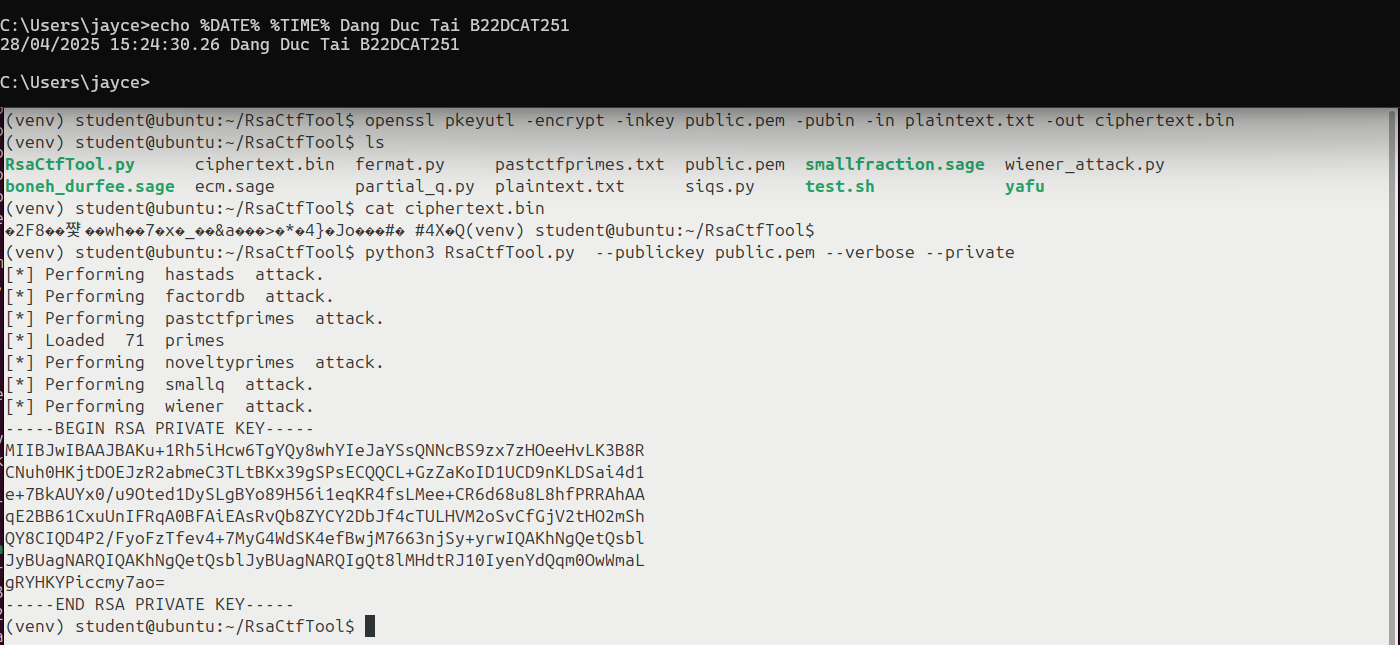 C:\Users\jayce>echo %DATE% %TIME% Dang Duc Tai B22DCAT251
28/04/2025 15:24:30.26 Dang Duc Tai B22DCAT251
C:\Users\jayce>
(venv) student@ubuntu:~/RsaCtfTool$ openssl pkeyutl -encrypt -inkey public.pem -pubin -in plaintext.txt -out ciphertext.bin
(venv) student@ubuntu:~/RsaCtfTool$ ls
RsaCtfTool.py ciphertext.bin fermat.py pastctfprimes.txt public.pem smallfraction.sage wiener_attack.py
boneh_durfee.sage ecm.sage partial_q.py plaintext.txt siqs.py test.sh yafu
(venv) student@ubuntu:~/RsaCtfTool$ cat ciphertext.bin
�2F8�� ��wh��7�x�_��&a���>�*�4}�Jo���#� #4X�Q(venv) student@ubuntu:~/RsaCtfTool$
(venv) student@ubuntu:~/RsaCtfTool$ python3 RsaCtfTool.py --publickey public.pem --verbose --private
[*] Performing hastads attack.
[*] Performing factordb attack.
[*] Performing pastctfprimes attack.
[*] Loaded 71 primes
[*] Performing noveltyprimes attack.
[*] Performing smallq attack.
[*] Performing wiener attack.
-----BEGIN RSA PRIVATE KEY-----
MIIBJwIBAAJBAKu+1Rh5iHcw6TgYQy8whYIeJaYSsQNNcBS9zx7zHOeeHvLK3B8R
CNuh0HKjtDOEJzR2abmeC3TLtBKx39gSPsECQQCL+GzZaKoID1UCD9nKLDSai4d1
e+7BkAUYx0/u9Oted1DySLgBYo89H56i1eqKR4fsLMee+CR6d68u8L8hfPRRAhAA
qE2BB61CxuUnIFRqA0BFAiEAsRvQb8ZYCY2DbJf4cTULHVM2oSvCfGjV2tHO2mSh
QY8CIQD4P2/FyoFzTfev4+7MyG4WdSK4efBwjM7663njSy+yrwIQAKhNgQetQsbl
JyBUagNARQIQAKhNgQetQsblJyBUagNARQIgQt8lMHdtRJ10IyenYdQqm0OwWmaL
gRYHKYPiccmy7ao=
-----END RSA PRIVATE KEY-----
(venv) student@ubuntu:~/RsaCtfTool$